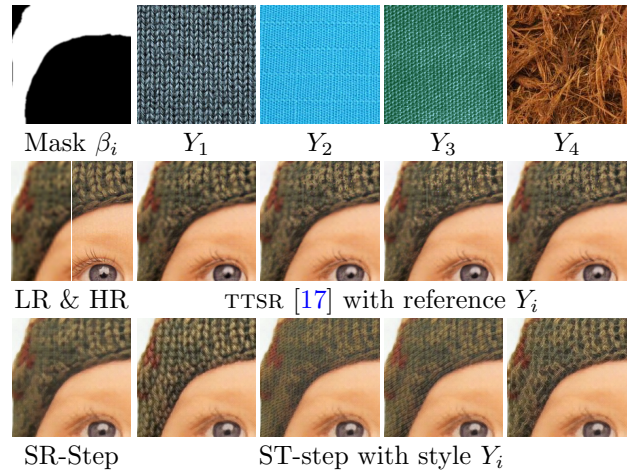 Mask βᵢ Y₁ Y₂ Y₃ Y₄
LR & HR TTSR [17] with reference Yᵢ
SR-Step ST-step with style Yᵢ